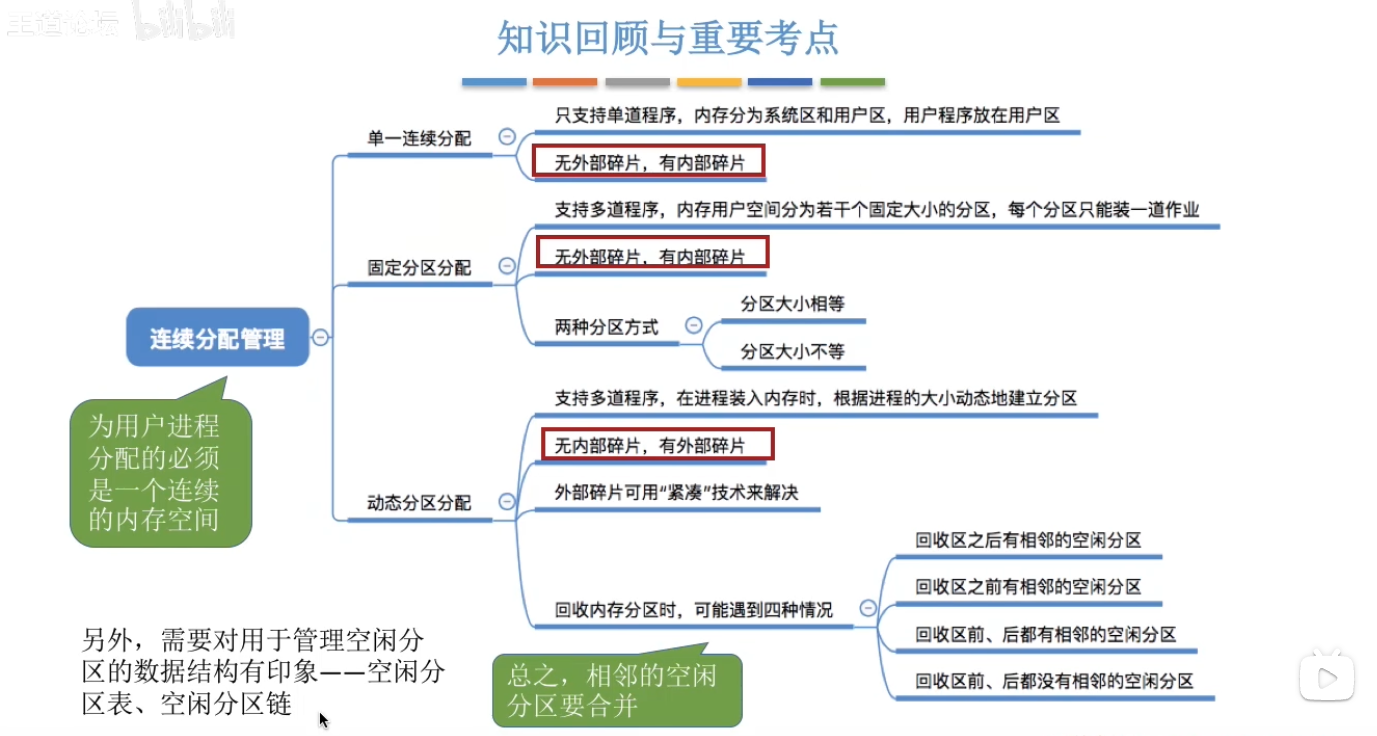 王道论坛 bilibili
知识回顾与重要考点
连续分配管理
为用户进程
分配的必须
是一个连续
的内存空间
单一连续分配
只支持单道程序，内存分为系统区和用户区，用户程序放在用户区
无外部碎片，有内部碎片
固定分区分配
支持多道程序，内存用户空间分为若干个固定大小的分区，每个分区只能装一道作业
无外部碎片，有内部碎片
两种分区方式
分区大小相等
分区大小不等
动态分区分配
支持多道程序，在进程装入内存时，根据进程的大小动态地建立分区
无内部碎片，有外部碎片
外部碎片可用“紧凑”技术来解决
回收内存分区时，可能遇到四种情况
回收区之后有相邻的空闲分区
回收区之前有相邻的空闲分区
回收区前、后都有相邻的空闲分区
回收区前、后都没有相邻的空闲分区
总之，相邻的空闲
分区要合并
另外，需要对用于管理空闲分
区的数据结构有印象——空闲分
区表、空闲分区链